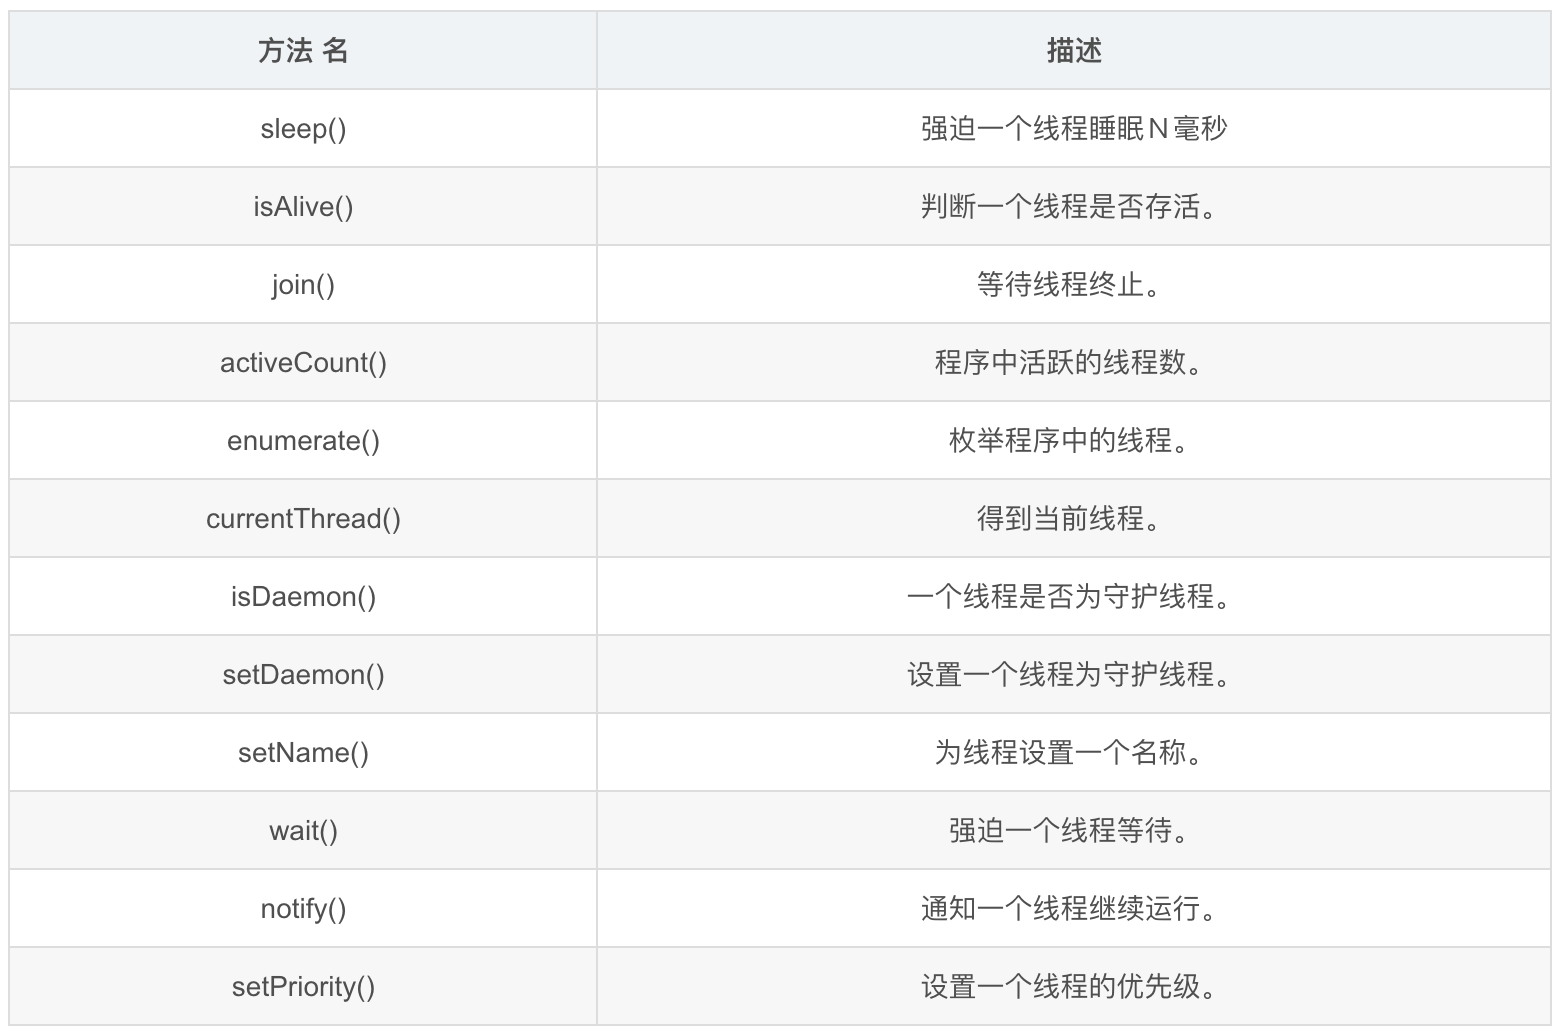 方法 名 描述
sleep() 强迫一个线程睡眠Ｎ毫秒
isAlive() 判断一个线程是否存活。
join() 等待线程终止。
activeCount() 程序中活跃的线程数。
enumerate() 枚举程序中的线程。
currentThread() 得到当前线程。
isDaemon() 一个线程是否为守护线程。
setDaemon() 设置一个线程为守护线程。
setName() 为线程设置一个名称。
wait() 强迫一个线程等待。
notify() 通知一个线程继续运行。
setPriority() 设置一个线程的优先级。